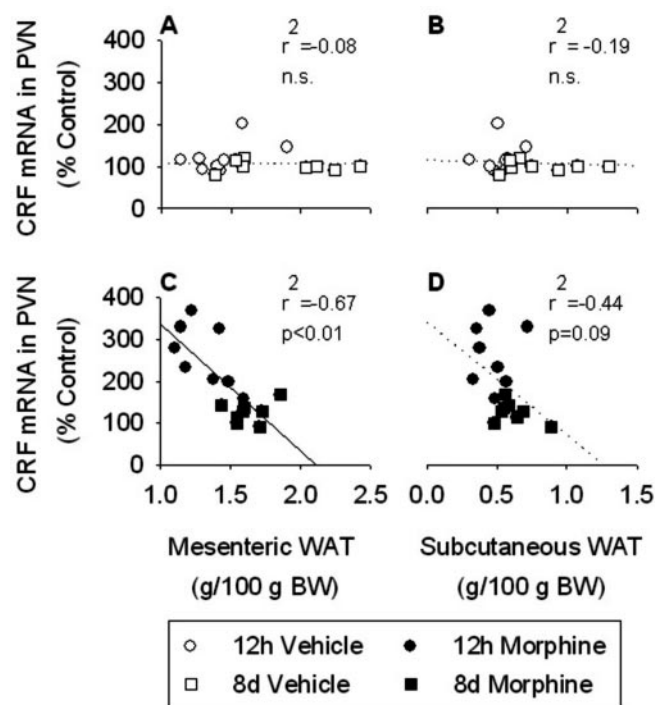 A
2
r =-0.08
n.s.
B
2
r =-0.19
n.s.
CRF mRNA in PVN
(% Control)
400
300
200
100
0
C
2
r =-0.67
p<0.01
D
2
r =-0.44
p=0.09
CRF mRNA in PVN
(% Control)
400
300
200
100
0
1.0 1.5 2.0 2.5
0.0 0.5 1.0 1.5
Mesenteric WAT
(g/100 g BW)
Subcutaneous WAT
(g/100 g BW)
12h Vehicle
12h Morphine
8d Vehicle
8d Morphine